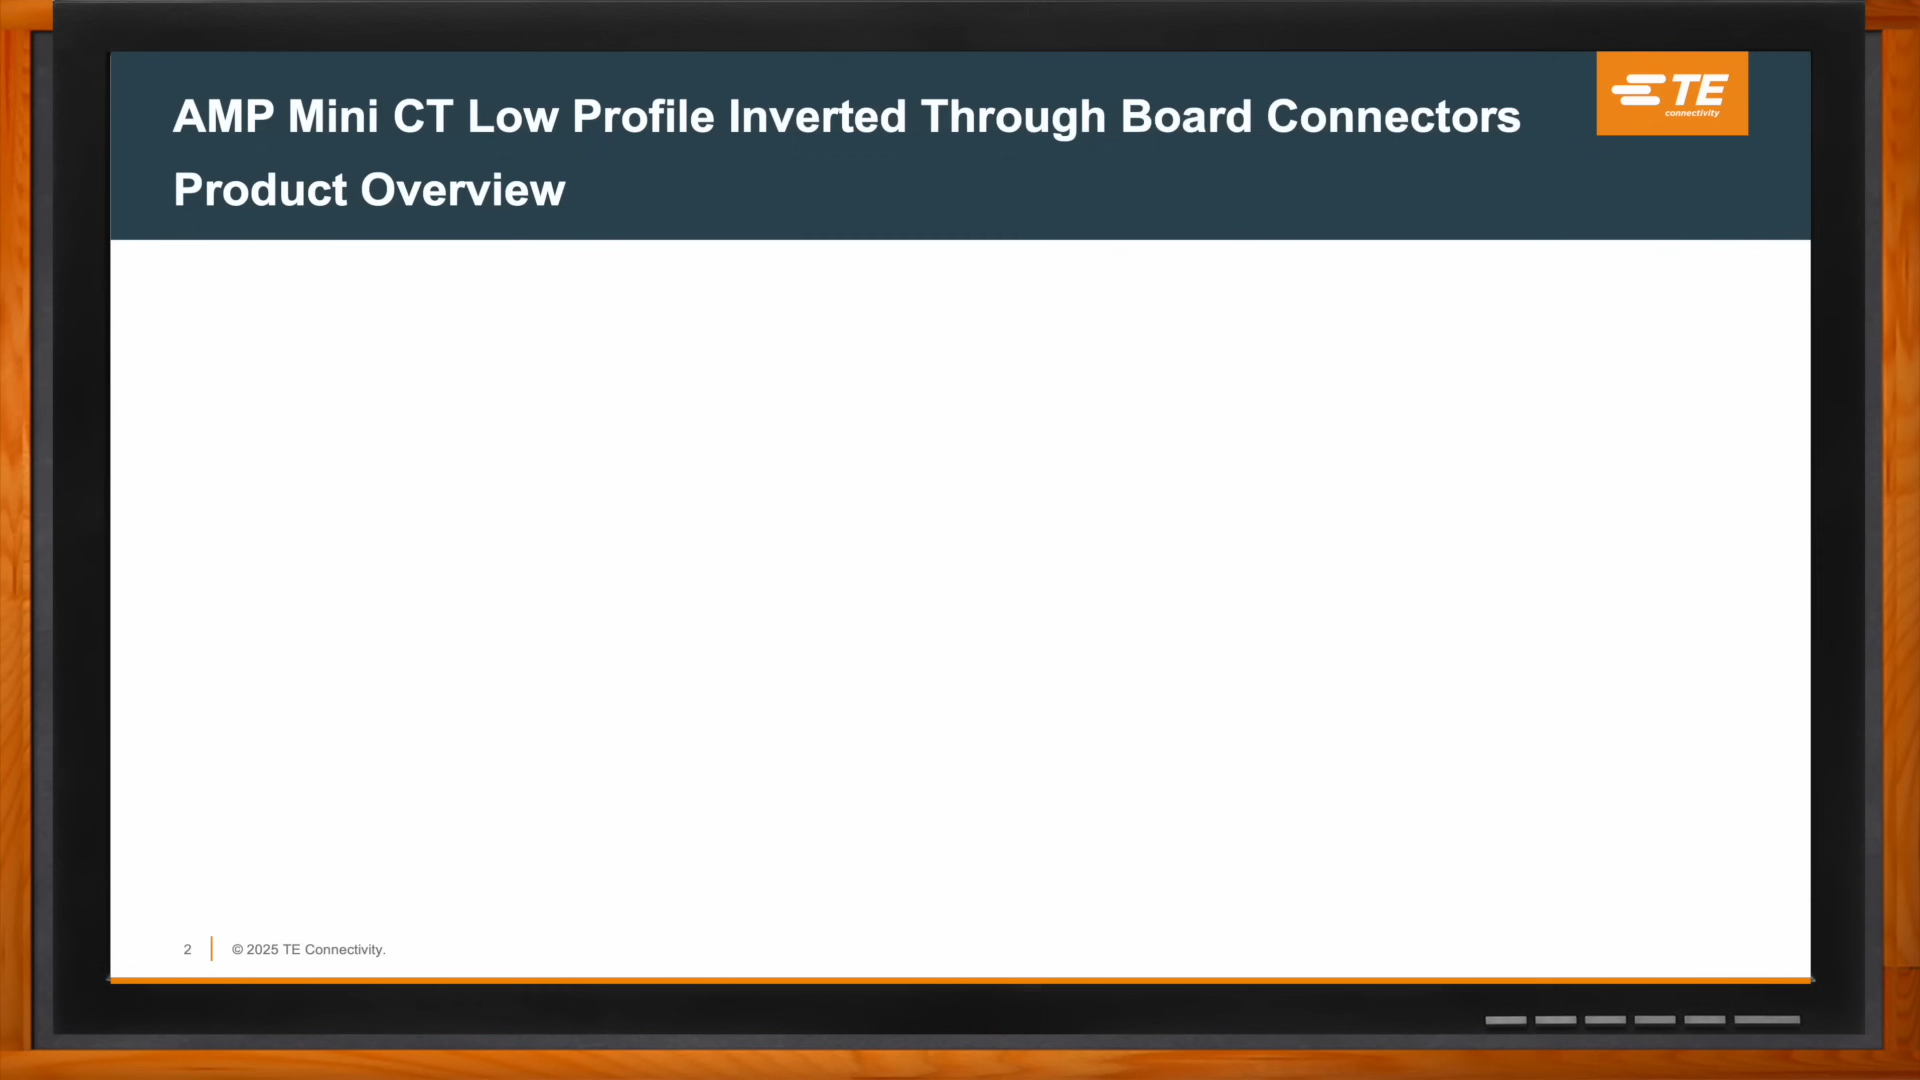 AMP Mini CT Low Profile Inverted Through Board Connectors
Product Overview
TE
connectivity
2
© 2025 TE Connectivity.